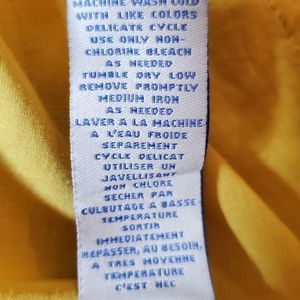 MACHINE WASH COLD
WITH LIKE COLORS
DELICATE CYCLE
USE ONLY NON-
CHLORINE BLEACH
AS NEEDED
TUMBLE DRY LOW
REMOVE PROMPTLY
MEDIUM IRON
AS NEEDED
LAVER A LA MACHINE
A L'EAU FROIDE
SEPAREMENT
CYCLE DELICAT
UTILISER UN
JAVELLISANT
NON CHLORE
SECHER PAR
CULBUTAGE A BASSE
TEMPERATURE
SORTIR
IMMEDIATEMENT
REPASSER, AU BESOIN,
A TRES MOYENNE
TEMPERATURE
C'EST NEC